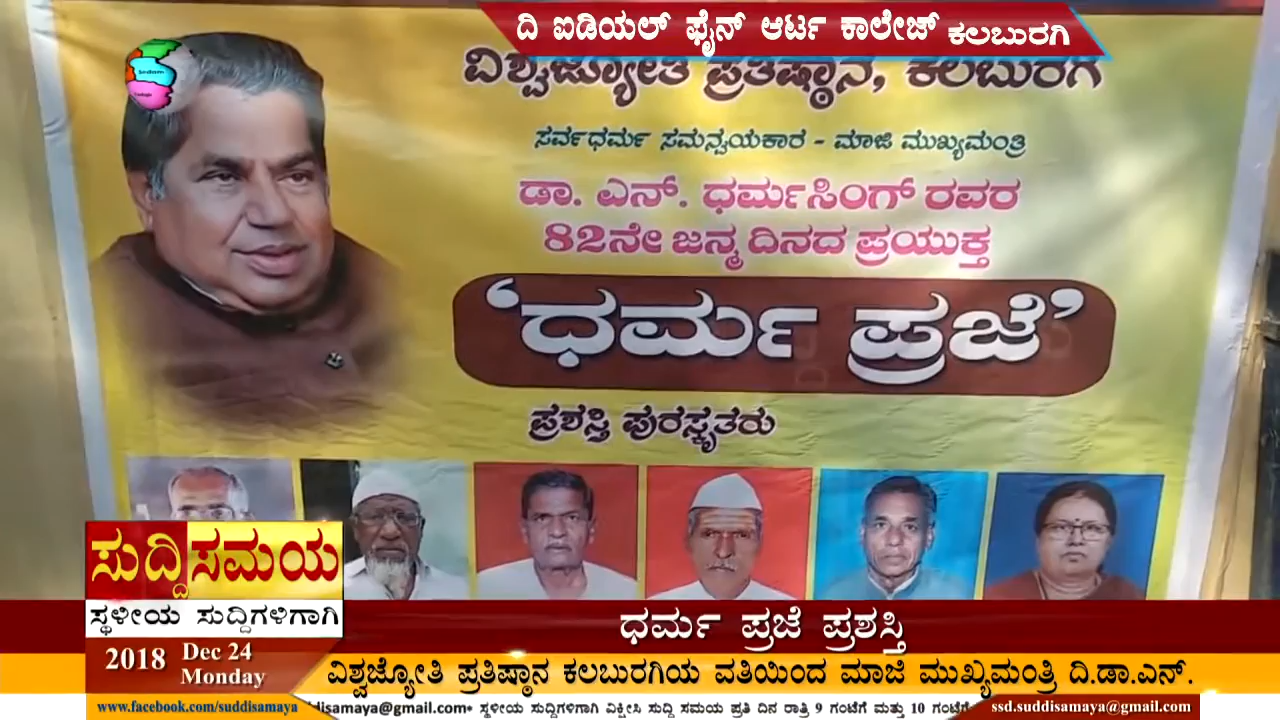 ದಿ ಐಡಿಯಲ್ ಫೈನ್ ಆರ್ಟ ಕಾಲೇಜ್ ಕಲಬುರಗಿ
ವಿಶ್ವಜ್ಯೋತಿ ಪ್ರತಿಷ್ಠಾನ, ಕಲಬುರಗಿ
ಸರ್ವಧರ್ಮ ಸಮನ್ವಯಕಾರ - ಮಾಜಿ ಮುಖ್ಯಮಂತ್ರಿ
ಡಾ. ಎನ್. ಧರ್ಮಸಿಂಗ್ ರವರ
82ನೇ ಜನ್ಮ ದಿನದ ಪ್ರಯುಕ್ತ
‘ಧರ್ಮ ಪ್ರಜೆ’
ಪ್ರಶಸ್ತಿ ಪುರಸ್ಕೃತರು
ಸುದ್ದಿ ಸಮಯ
ಸ್ಥಳೀಯ ಸುದ್ದಿಗಳಿಗಾಗಿ
2018 Dec 24
Monday
ಧರ್ಮ ಪ್ರಜೆ ಪ್ರಶಸ್ತಿ
ವಿಶ್ವಜ್ಯೋತಿ ಪ್ರತಿಷ್ಠಾನ ಕಲಬುರಗಿಯ ವತಿಯಿಂದ ಮಾಜಿ ಮುಖ್ಯಮಂತ್ರಿ ದಿ.ಡಾ.ಎನ್.
www.facebook.com/suddisamaya
ddisamaya@gmail.com• ಸ್ಥಳೀಯ ಸುದ್ದಿಗಳಿಗಾಗಿ ವಿಕ್ಷೀಸಿ ಸುದ್ದಿ ಸಮಯ ಪ್ರತಿ ದಿನ ರಾತ್ರಿ 9 ಗಂಟೆಗೆ ಮತ್ತು 10 ಗಂಟೆಗೆ
ssd.suddisamaya@gmail.com